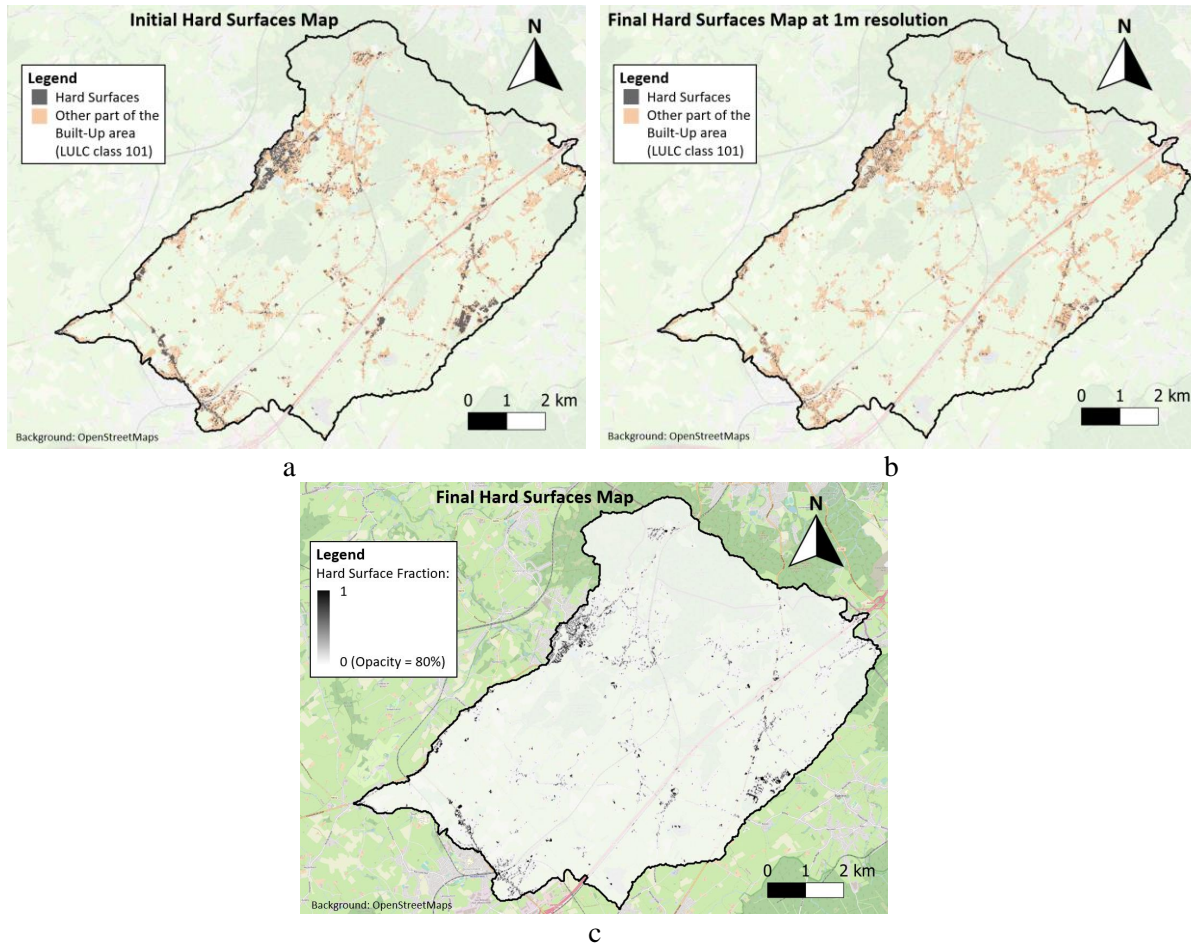 Initial Hard Surfaces Map
N
Legend
Hard Surfaces
Other part of the
Built-Up area
(LULC class 101)
0 1 2 km
Background: OpenStreetMaps
a
Final Hard Surfaces Map at 1m resolution
N
Legend
Hard Surfaces
Other part of the
Built-Up area
(LULC class 101)
0 1 2 km
Background: OpenStreetMaps
b
Final Hard Surfaces Map
N
Legend
Hard Surface Fraction:
1
0 (Opacity = 80%)
0 1 2 km
Background: OpenStreetMaps
c